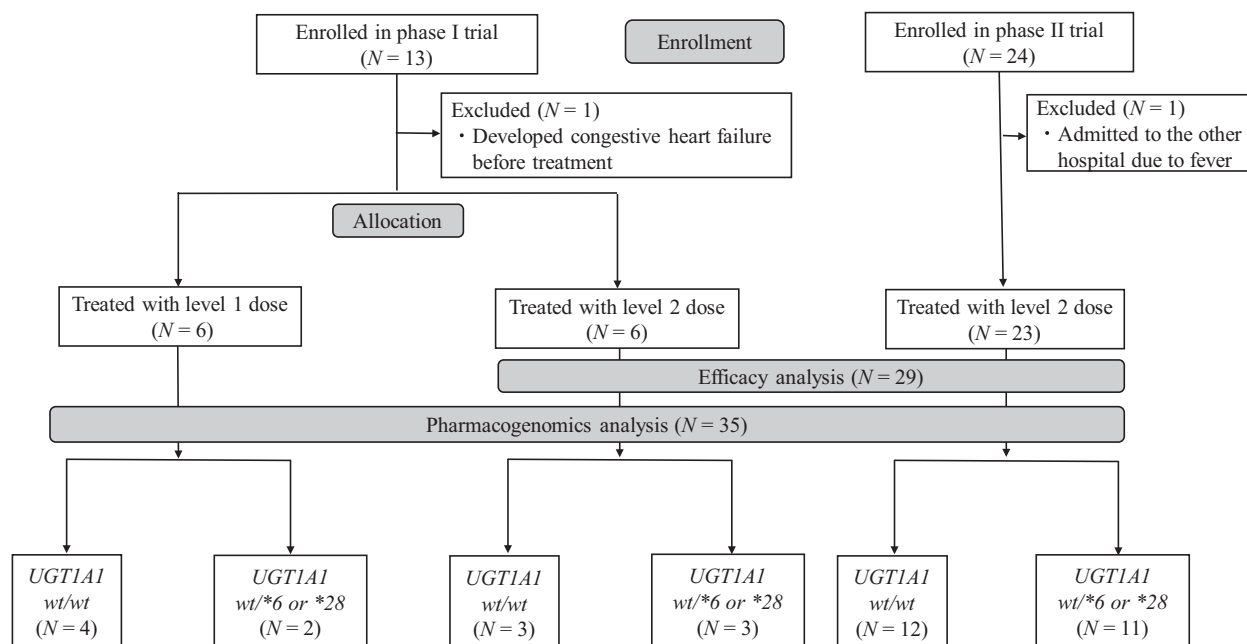 Enrolled in phase I trial
(N = 13)
Enrollment
Enrolled in phase II trial
(N = 24)
Excluded (N = 1)
・Developed congestive heart failure
before treatment
Excluded (N = 1)
・Admitted to the other
hospital due to fever
Allocation
Treated with level 1 dose
(N = 6)
Treated with level 2 dose
(N = 6)
Treated with level 2 dose
(N = 23)
Efficacy analysis (N = 29)
Pharmacogenomics analysis (N = 35)
UGT1A1
wt/wt
(N = 4)
UGT1A1
wt/*6 or *28
(N = 2)
UGT1A1
wt/wt
(N = 3)
UGT1A1
wt/*6 or *28
(N = 3)
UGT1A1
wt/wt
(N = 12)
UGT1A1
wt/*6 or *28
(N = 11)